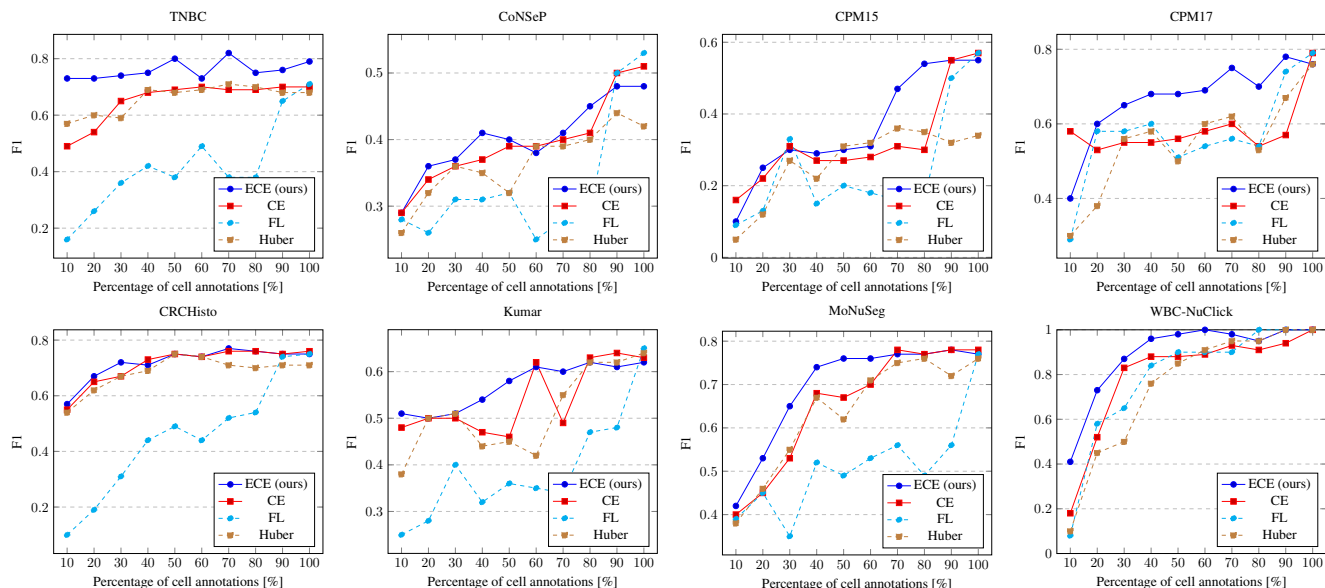 TNBC
0.8
0.6
0.4
0.2
F1
ECE (ours)
CE
FL
Huber
10 20 30 40 50 60 70 80 90 100
Percentage of cell annotations [%]
CoNSeP
0.5
0.4
0.3
F1
ECE (ours)
CE
FL
Huber
10 20 30 40 50 60 70 80 90 100
Percentage of cell annotations [%]
CPM15
0.6
0.4
0.2
0
F1
ECE (ours)
CE
FL
Huber
10 20 30 40 50 60 70 80 90 100
Percentage of cell annotations [%]
CPM17
0.8
0.6
0.4
F1
ECE (ours)
CE
FL
Huber
10 20 30 40 50 60 70 80 90 100
Percentage of cell annotations [%]
CRCHisto
0.8
0.6
0.4
0.2
F1
ECE (ours)
CE
FL
Huber
10 20 30 40 50 60 70 80 90 100
Percentage of cell annotations [%]
Kumar
0.6
0.5
0.4
0.3
F1
ECE (ours)
CE
FL
Huber
10 20 30 40 50 60 70 80 90 100
Percentage of cell annotations [%]
MoNuSeg
0.8
0.7
0.6
0.5
0.4
F1
ECE (ours)
CE
FL
Huber
10 20 30 40 50 60 70 80 90 100
Percentage of cell annotations [%]
WBC-NuClick
1
0.8
0.6
0.4
0.2
0
F1
ECE (ours)
CE
FL
Huber
10 20 30 40 50 60 70 80 90 100
Percentage of cell annotations [%]